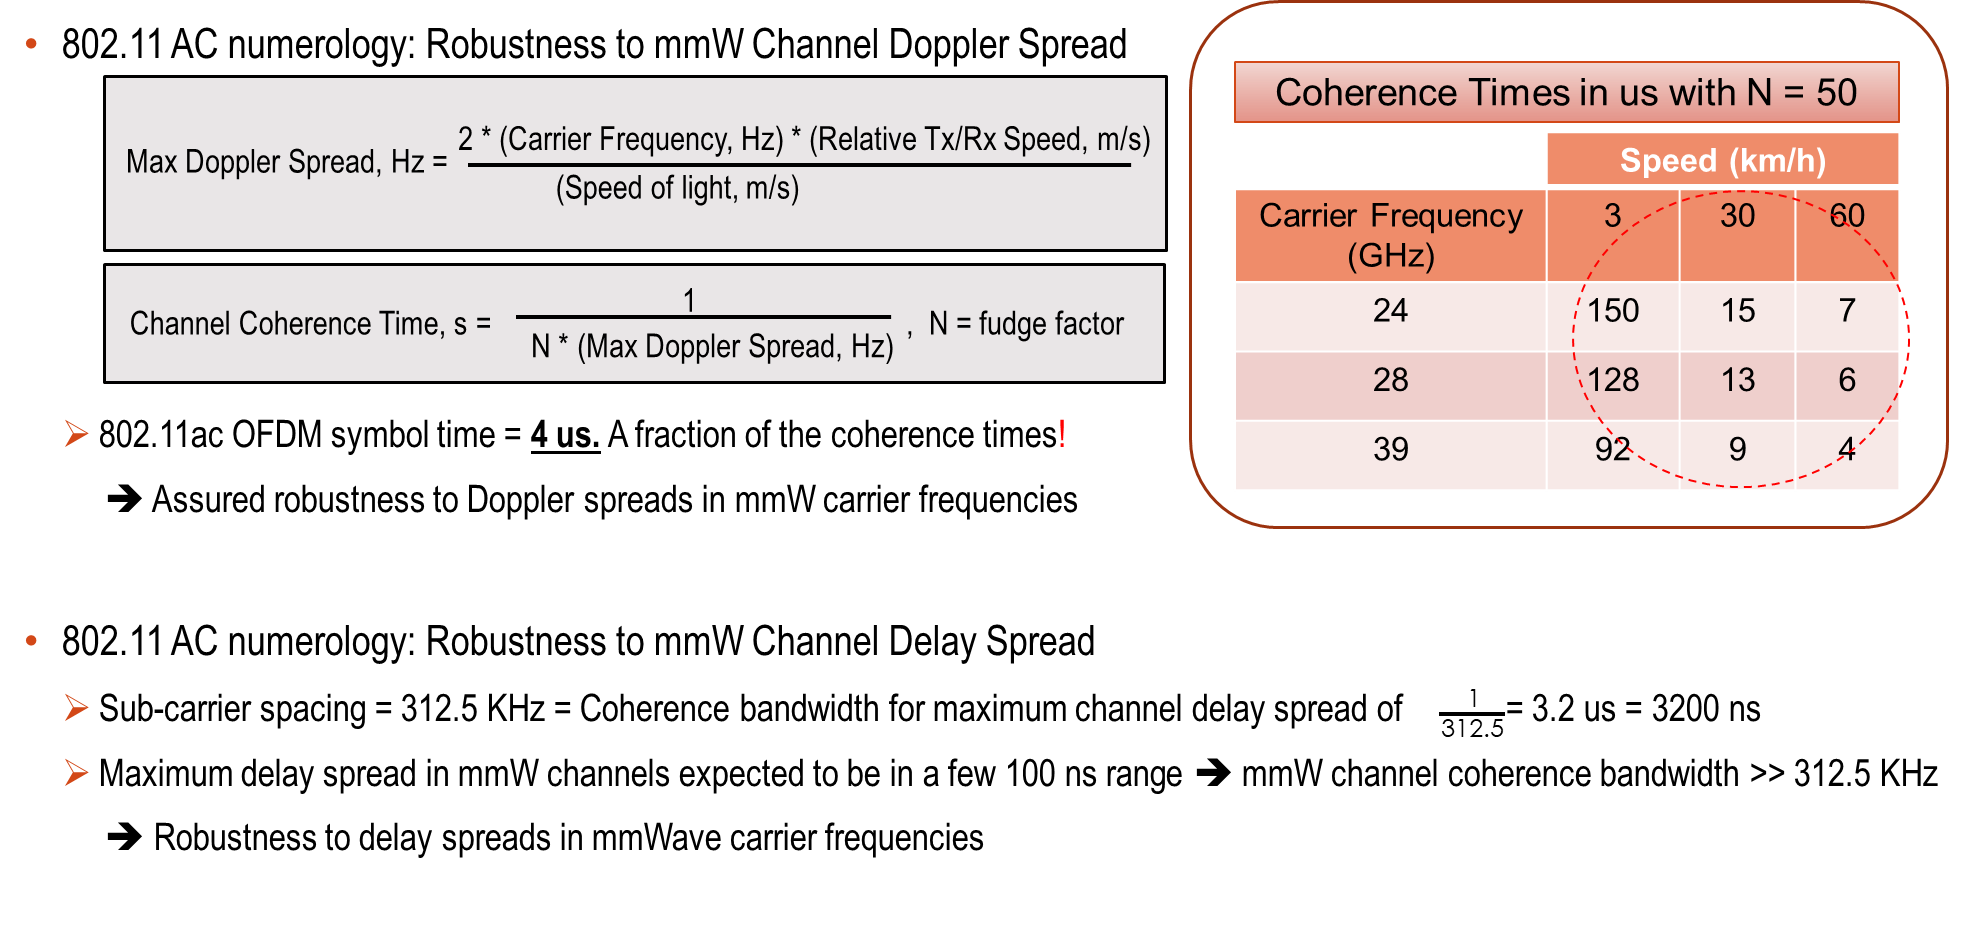 • 802.11 AC numerology: Robustness to mmW Channel Doppler Spread
Max Doppler Spread, Hz =
2 * (Carrier Frequency, Hz) * (Relative Tx/Rx Speed, m/s)
(Speed of light, m/s)
Channel Coherence Time, s =
1
N * (Max Doppler Spread, Hz)
, N = fudge factor
➢ 802.11ac OFDM symbol time = 4 us. A fraction of the coherence times!
➔ Assured robustness to Doppler spreads in mmW carrier frequencies
Coherence Times in us with N = 50
Speed (km/h)
Carrier Frequency (GHz) 3 30 60
24 150 15 7
28 128 13 6
39 92 9 4
• 802.11 AC numerology: Robustness to mmW Channel Delay Spread
➢ Sub-carrier spacing = 312.5 KHz = Coherence bandwidth for maximum channel delay spread of 1/312.5 = 3.2 us = 3200 ns
➢ Maximum delay spread in mmW channels expected to be in a few 100 ns range ➔ mmW channel coherence bandwidth >> 312.5 KHz
➔ Robustness to delay spreads in mmWave carrier frequencies